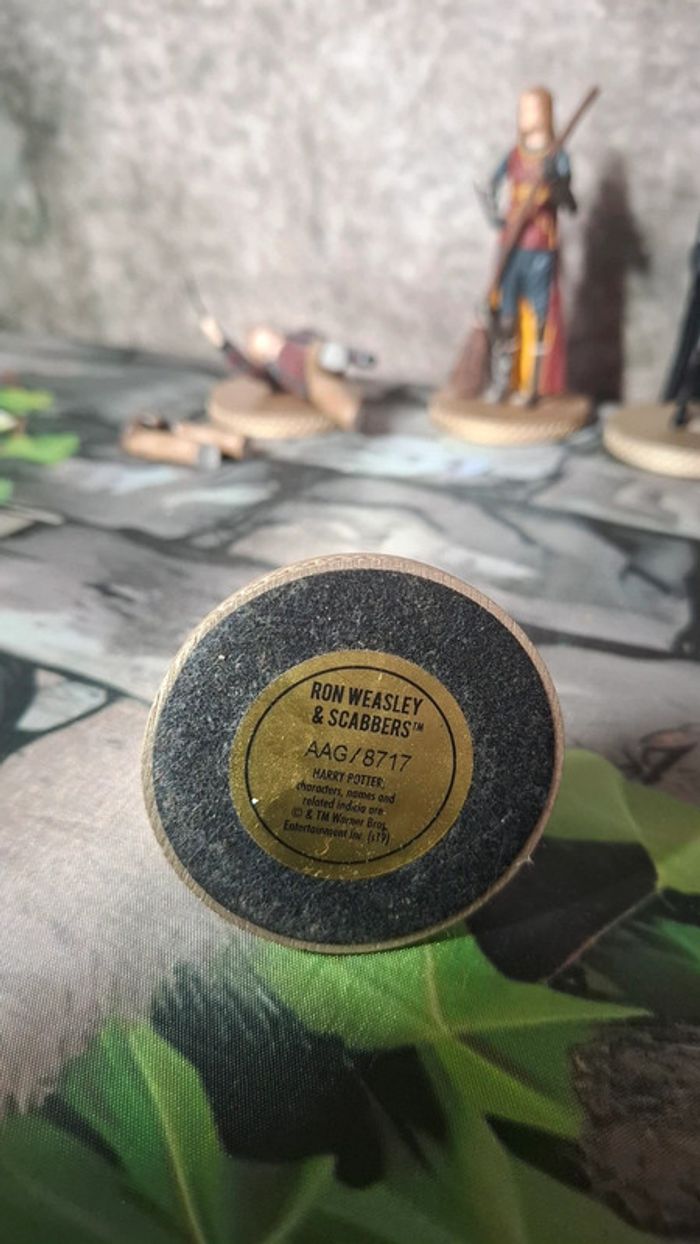 RON WEASLEY
& SCABBERS™
AAG/8717
HARRY POTTER,
characters, names and
related indicia are
© & TM Warner Bros.
Entertainment Inc. (s19)